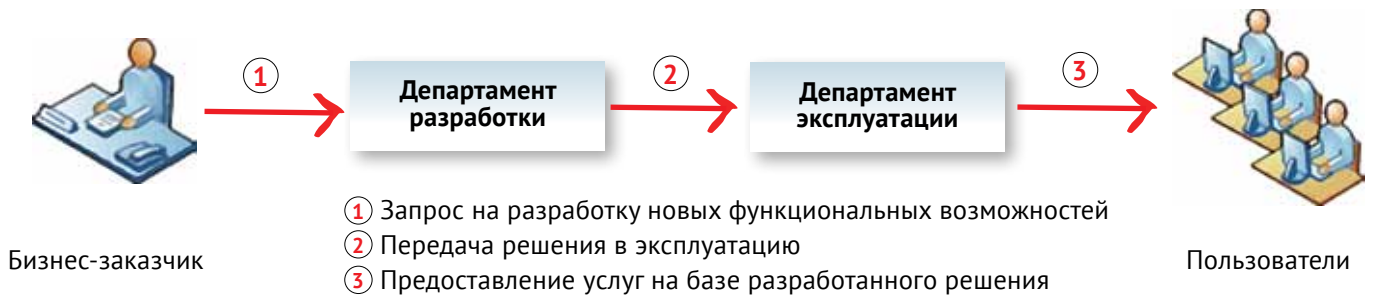 1
Департамент
разработки
2
Департамент
эксплуатации
3
1 Запрос на разработку новых функциональных возможностей
2 Передача решения в эксплуатацию
3 Предоставление услуг на базе разработанного решения
Бизнес-заказчик
Пользователи